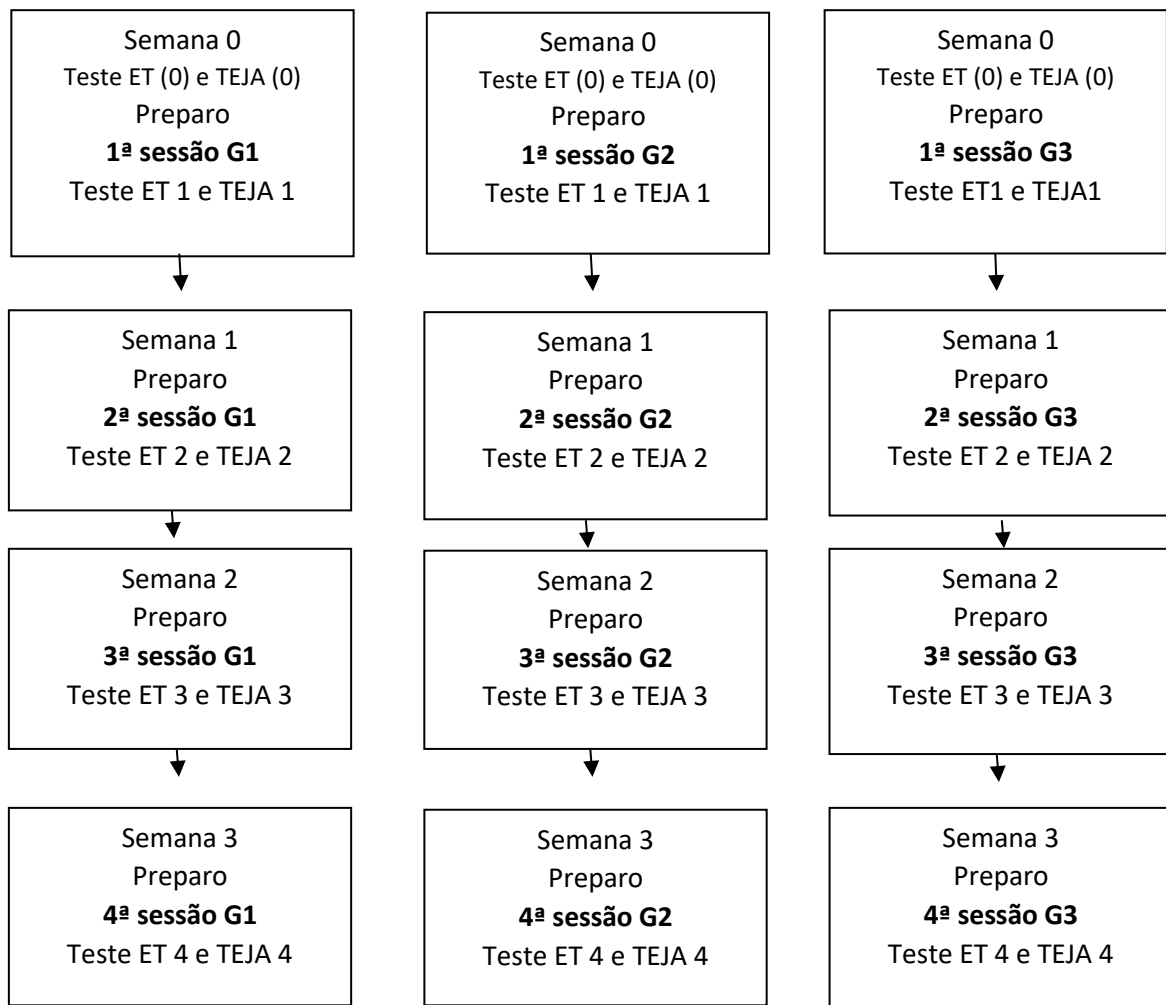 Semana 0
Teste ET (0) e TEJA (0)
Preparo
1ª sessão G1
Teste ET 1 e TEJA 1
Semana 0
Teste ET (0) e TEJA (0)
Preparo
1ª sessão G2
Teste ET 1 e TEJA 1
Semana 0
Teste ET (0) e TEJA (0)
Preparo
1ª sessão G3
Teste ET1 e TEJA1
Semana 1
Preparo
2ª sessão G1
Teste ET 2 e TEJA 2
Semana 1
Preparo
2ª sessão G2
Teste ET 2 e TEJA 2
Semana 1
Preparo
2ª sessão G3
Teste ET 2 e TEJA 2
Semana 2
Preparo
3ª sessão G1
Teste ET 3 e TEJA 3
Semana 2
Preparo
3ª sessão G2
Teste ET 3 e TEJA 3
Semana 2
Preparo
3ª sessão G3
Teste ET 3 e TEJA 3
Semana 3
Preparo
4ª sessão G1
Teste ET 4 e TEJA 4
Semana 3
Preparo
4ª sessão G2
Teste ET 4 e TEJA 4
Semana 3
Preparo
4ª sessão G3
Teste ET 4 e TEJA 4